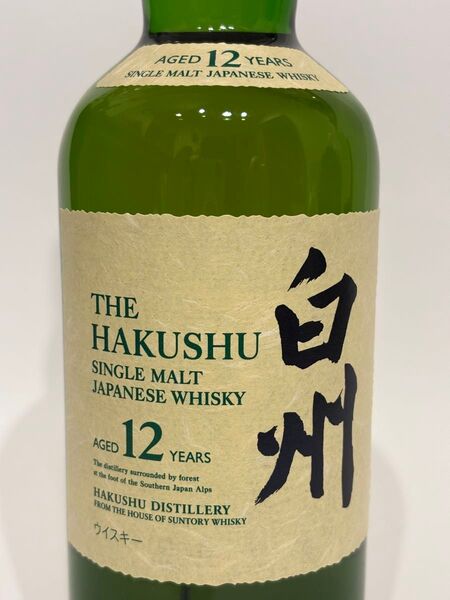 AGED 12 YEARS
SINGLE MALT JAPANESE WHISKY
THE
HAKUSHU
SINGLE MALT
JAPANESE WHISKY
AGED 12 YEARS
The distillery surrounded by forest
at the foot of the Southern Japan Alps
HAKUSHU DISTILLERY
FROM THE HOUSE OF SUNTORY WHISKY
ウイスキー
白州